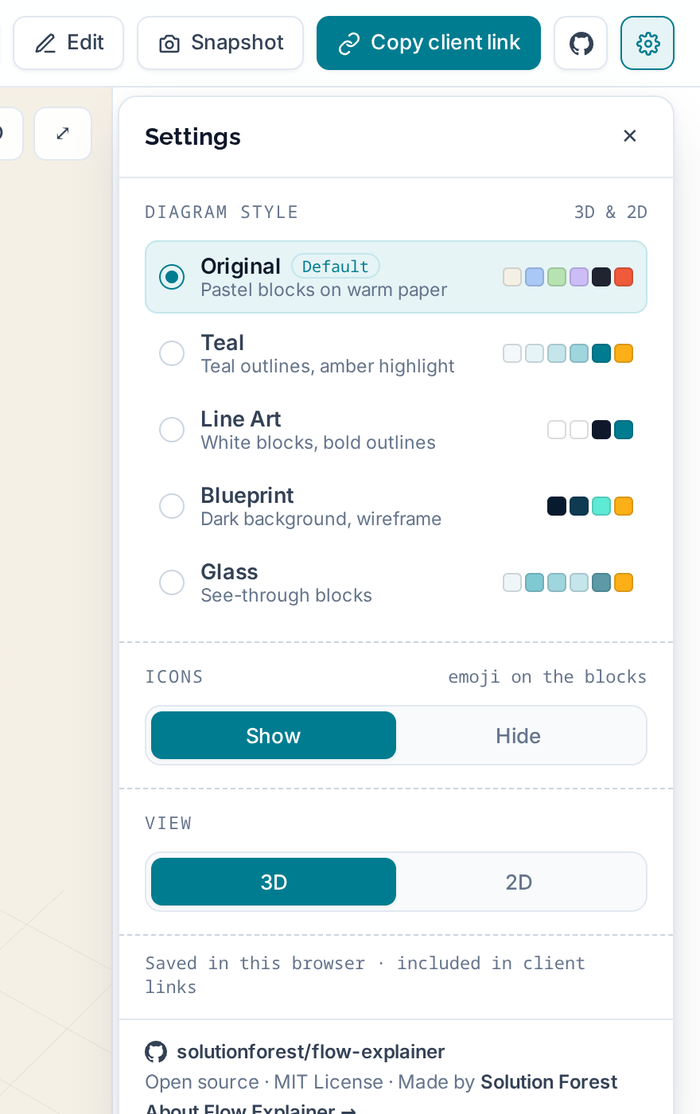 Edit
Snapshot
Copy client link
Settings
DIAGRAM STYLE
3D & 2D
Original
Default
Pastel blocks on warm paper
Teal
Teal outlines, amber highlight
Line Art
White blocks, bold outlines
Blueprint
Dark background, wireframe
Glass
See-through blocks
ICONS
emoji on the blocks
Show
Hide
VIEW
3D
2D
Saved in this browser · included in client
links
solutionforest/flow-explainer
Open source · MIT License · Made by Solution Forest
About Flow Explainer →